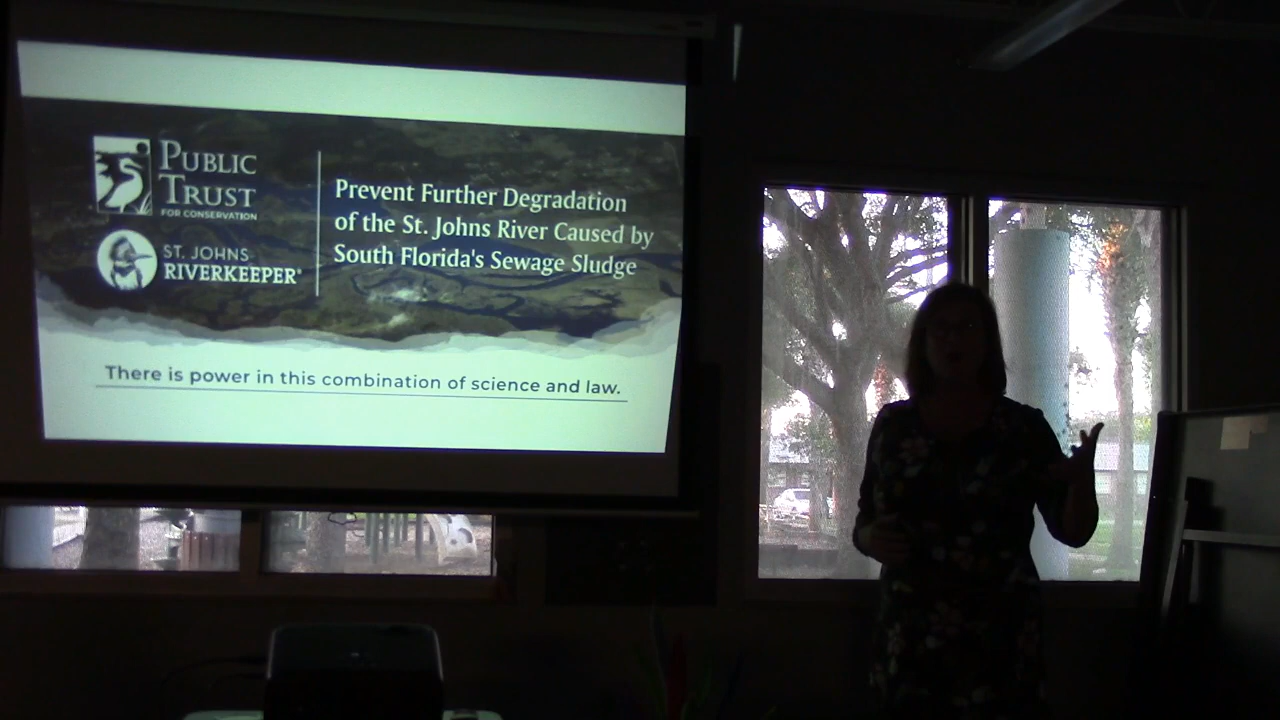 PUBLIC
TRUST
FOR CONSERVATION
ST. JOHNS
RIVERKEEPER®
Prevent Further Degradation
of the St. Johns River Caused by
South Florida's Sewage Sludge
There is power in this combination of science and law.